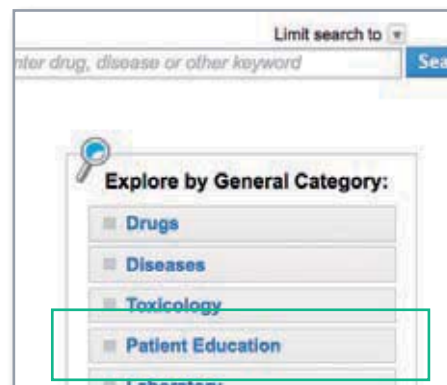 Limit search to
nter drug, disease or other keyword
Sea
Explore by General Category:
Drugs
Diseases
Toxicology
Patient Education
Laboratory